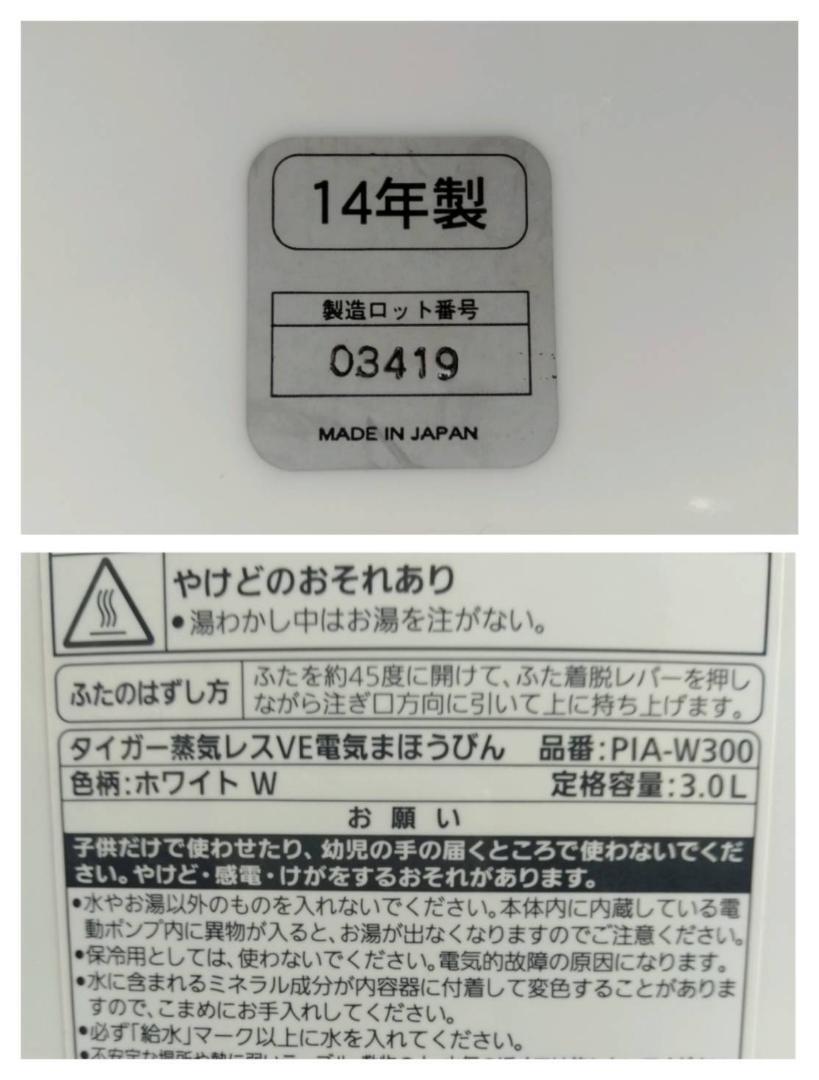 14年製
製造ロット番号
03419
MADE IN JAPAN
やけどのおそれあり
•湯わかし中はお湯を注がない。
ふたのはずし方
ふたを約45度に開けて、ふた着脱レバーを押し
ながら注ぎ口方向に引いて上に持ち上げます。
タイガー蒸気レスVE電気まほうびん 品番:PIA-W300
色柄:ホワイト W 定格容量:3.0L
お願い
子供だけで使わせたり、幼児の手の届くところで使わないでくだ
さい。やけど・感電・けがをするおそれがあります。
•水やお湯以外のものを入れないでください。本体内に内蔵している電
動ポンプ内に異物が入ると、お湯が出なくなりますのでご注意ください。
•保冷用としては、使わないでください。電気的故障の原因になります。
•水に含まれるミネラル成分が内容器に付着して変色することがありま
すので、こまめにお手入れしてください。
•必ず「給水」マーク以上に水を入れてください。